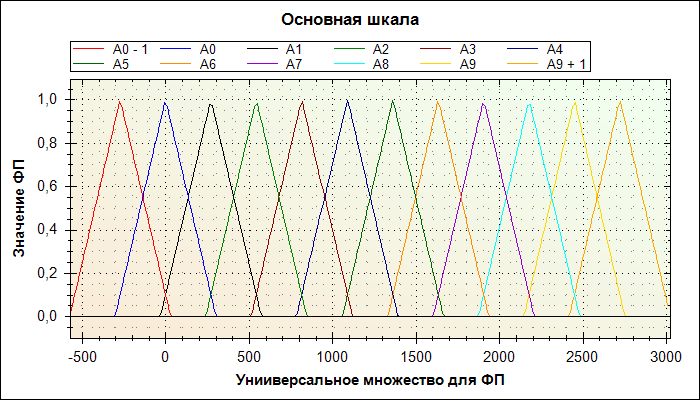 Основная шкала
A0 - 1 A0 A1 A2 A3 A4
A5 A6 A7 A8 A9 A9 + 1
Значение ФП
1,0
0,8
0,6
0,4
0,2
0,0
-500 0 500 1000 1500 2000 2500 3000
Униивeрсальное множество для ФП